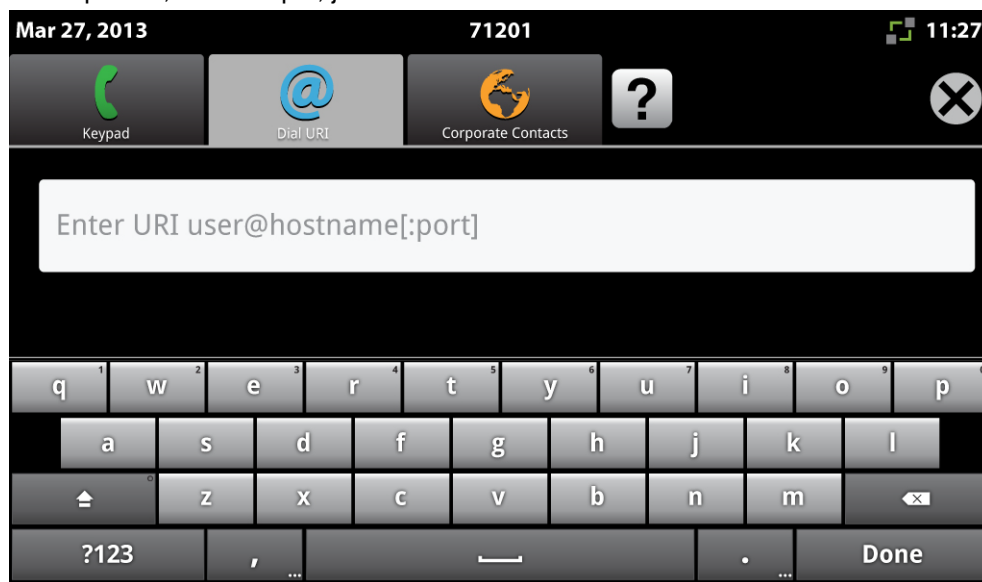 Mar 27, 2013 71201 11:27
Keypad Dial URI Corporate Contacts ?
Enter URI user@hostname[:port]
q 1 w 2 e 3 r 4 t 5 y 6 u 7 i 8 o 9 p
a s d f g h j k l
z x c v b n m
?123 , ... . ... Done